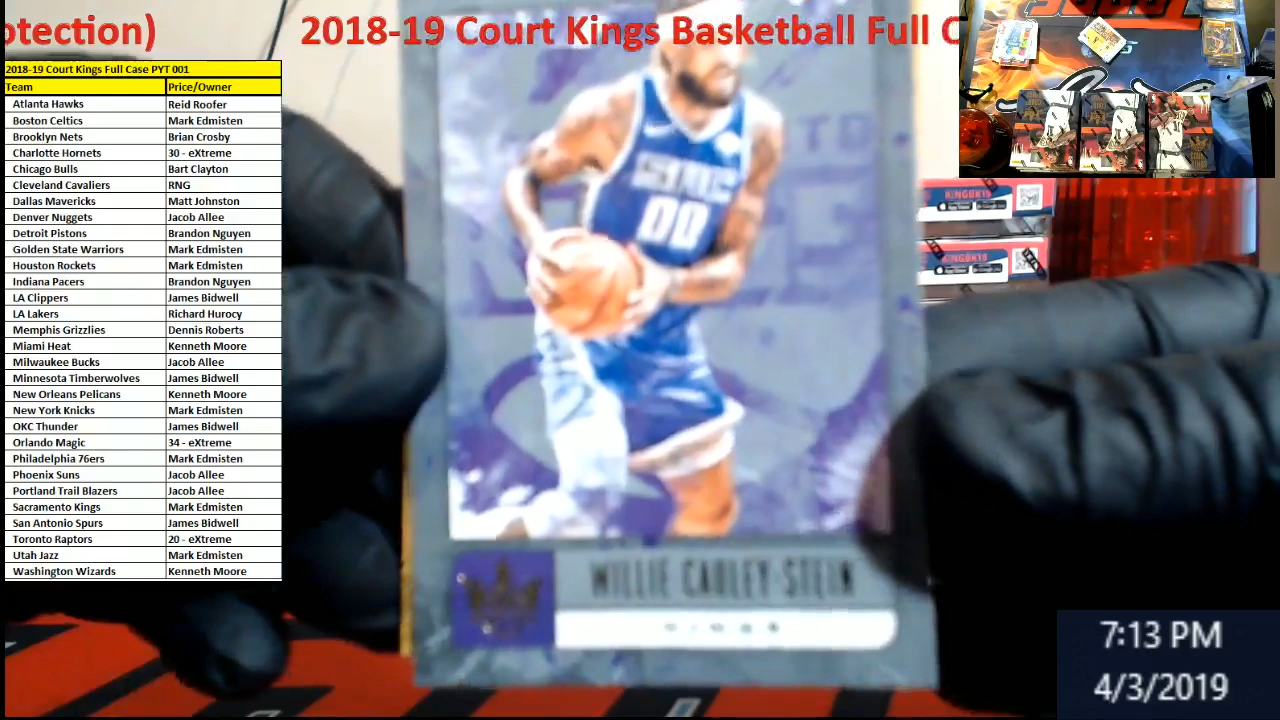 otection)
2018-19 Court Kings Basketball Full C
2018-19 Court Kings Full Case PYT 001
Team Price/Owner
Atlanta Hawks Reid Roofer
Boston Celtics Mark Edmisten
Brooklyn Nets Brian Crosby
Charlotte Hornets 30 - eXtreme
Chicago Bulls Bart Clayton
Cleveland Cavaliers RNG
Dallas Mavericks Matt Johnston
Denver Nuggets Jacob Allee
Detroit Pistons Brandon Nguyen
Golden State Warriors Mark Edmisten
Houston Rockets Mark Edmisten
Indiana Pacers Brandon Nguyen
LA Clippers James Bidwell
LA Lakers Richard Hurocy
Memphis Grizzlies Dennis Roberts
Miami Heat Kenneth Moore
Milwaukee Bucks Jacob Allee
Minnesota Timberwolves James Bidwell
New Orleans Pelicans Kenneth Moore
New York Knicks Mark Edmisten
OKC Thunder James Bidwell
Orlando Magic 34 - eXtreme
Philadelphia 76ers Mark Edmisten
Phoenix Suns Jacob Allee
Portland Trail Blazers Jacob Allee
Sacramento Kings Mark Edmisten
San Antonio Spurs James Bidwell
Toronto Raptors 20 - eXtreme
Utah Jazz Mark Edmisten
Washington Wizards Kenneth Moore
00
WILLIE CAULEY-STEIN
KINGS
7:13 PM
4/3/2019